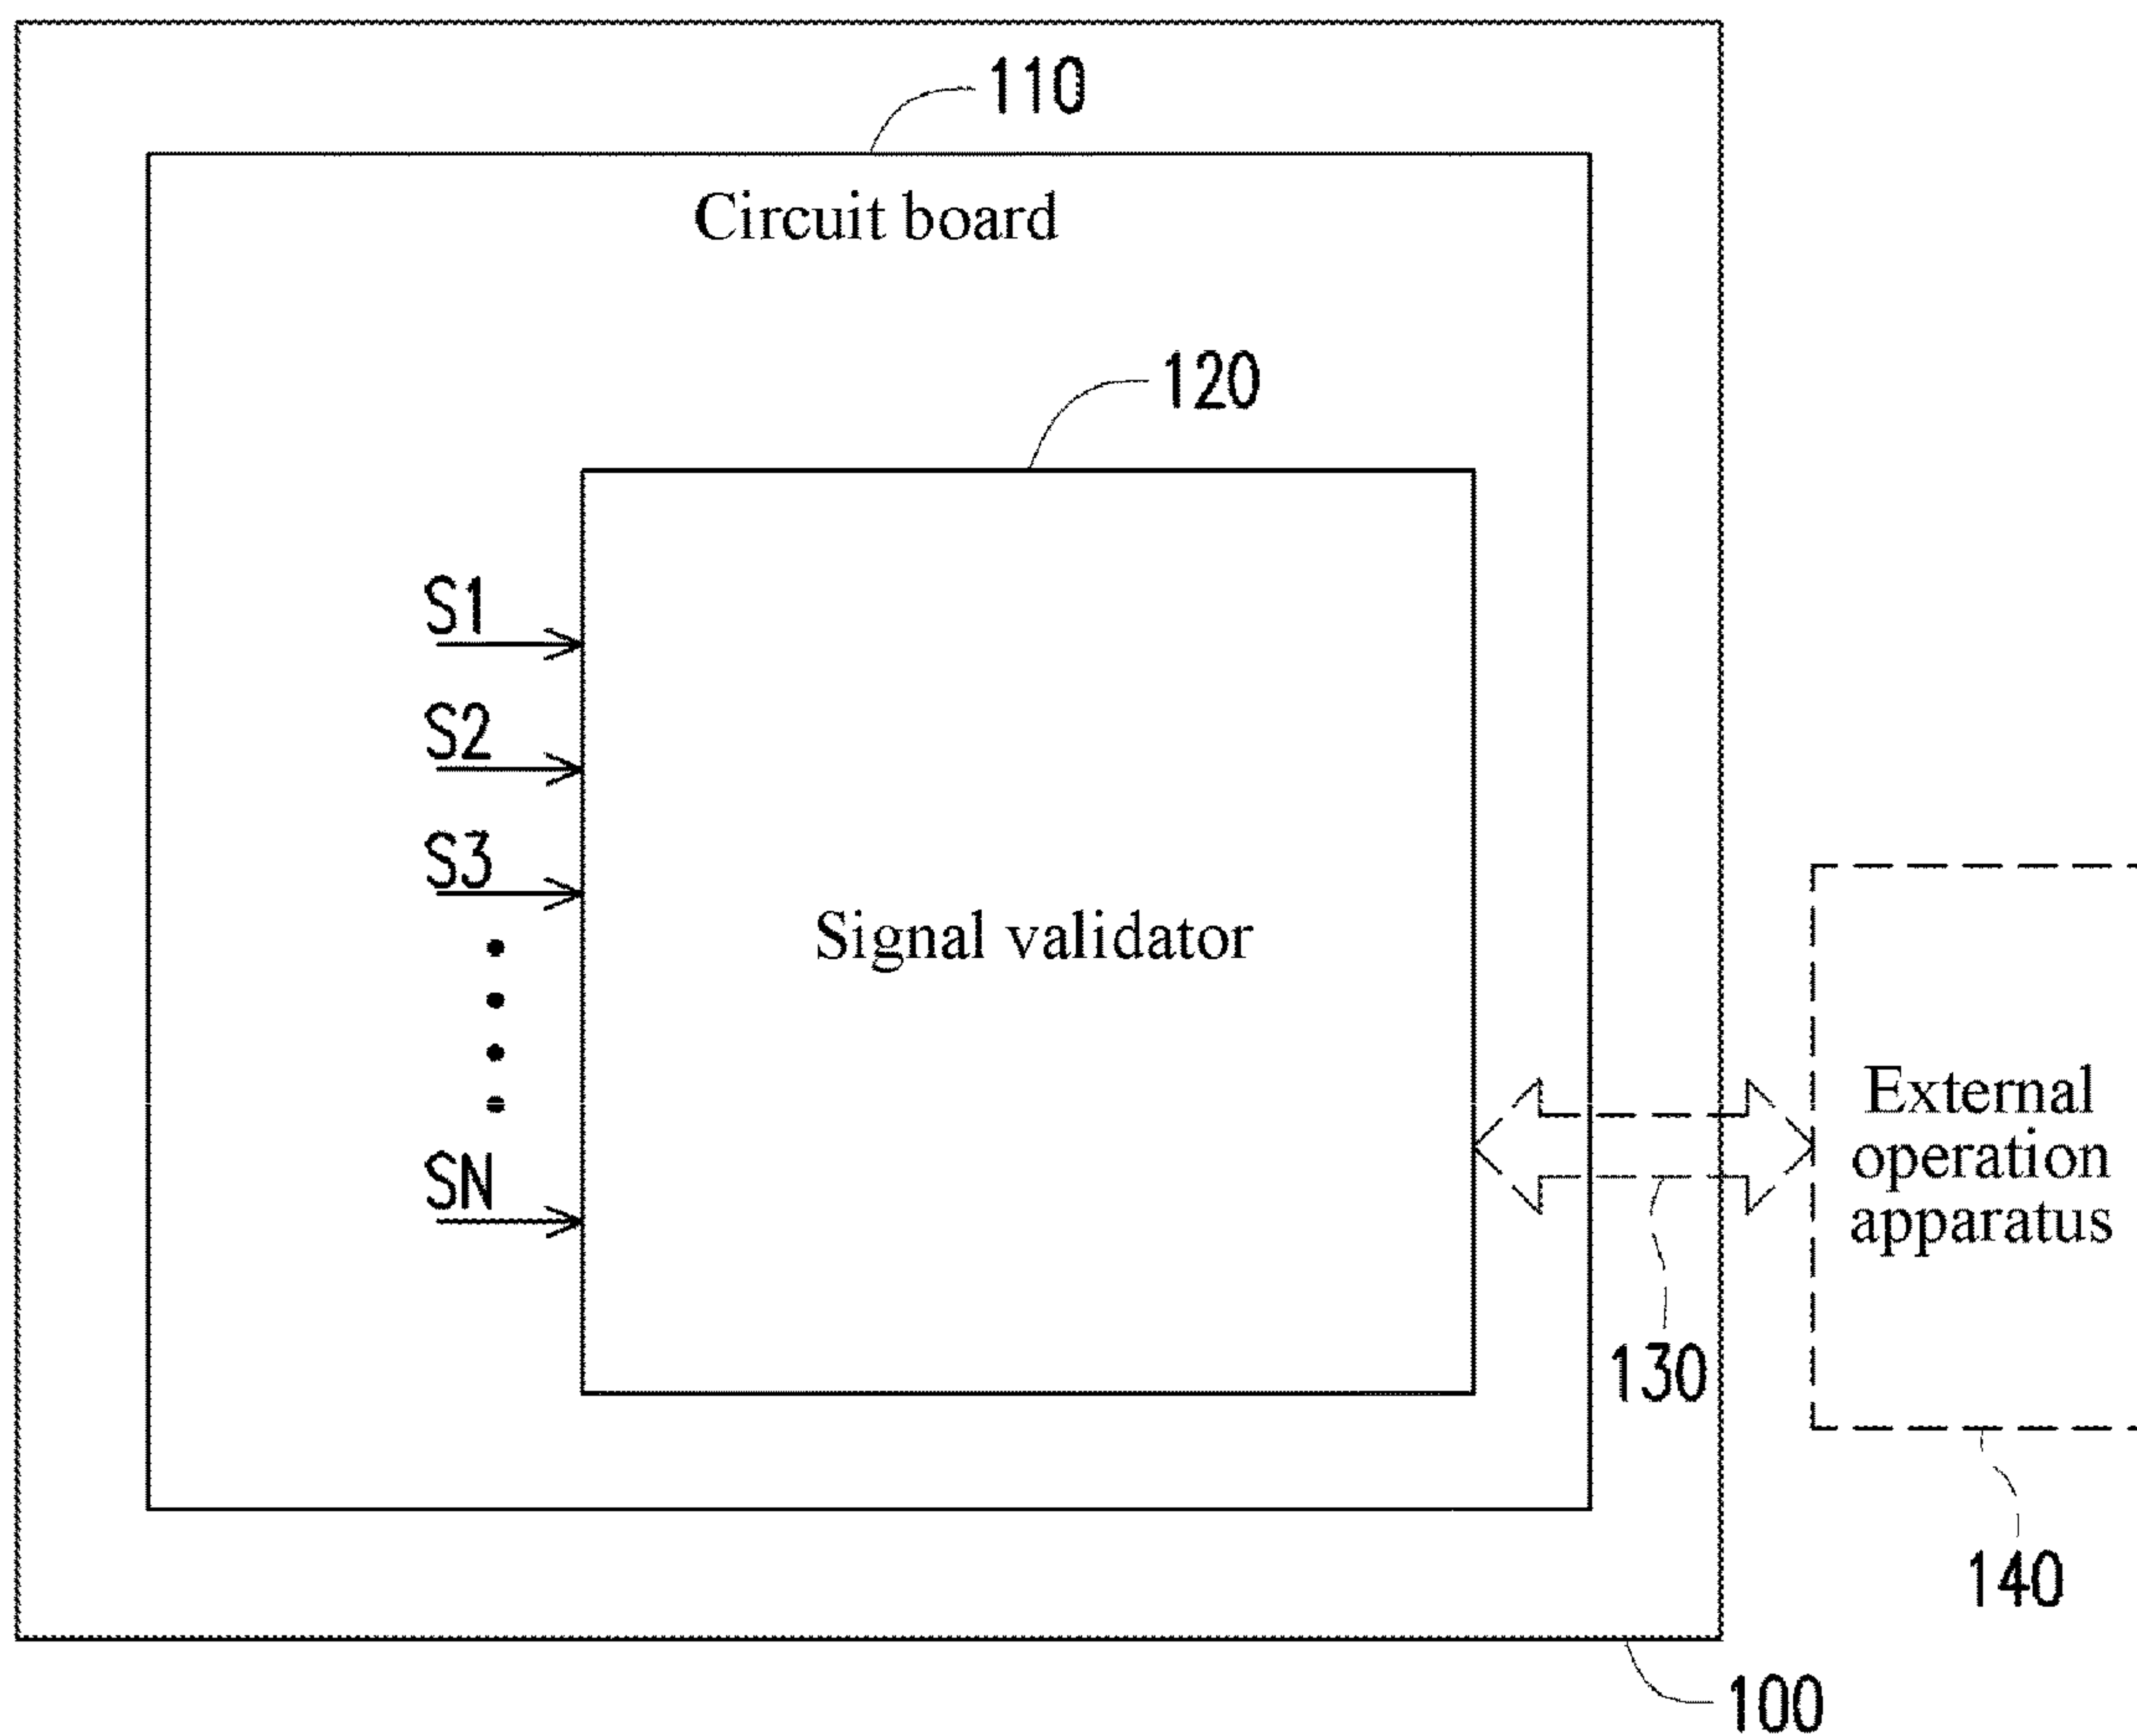 110
Circuit board
120
S1
S2
S3
Signal validator
SN
External
operation
apparatus
130
140
100